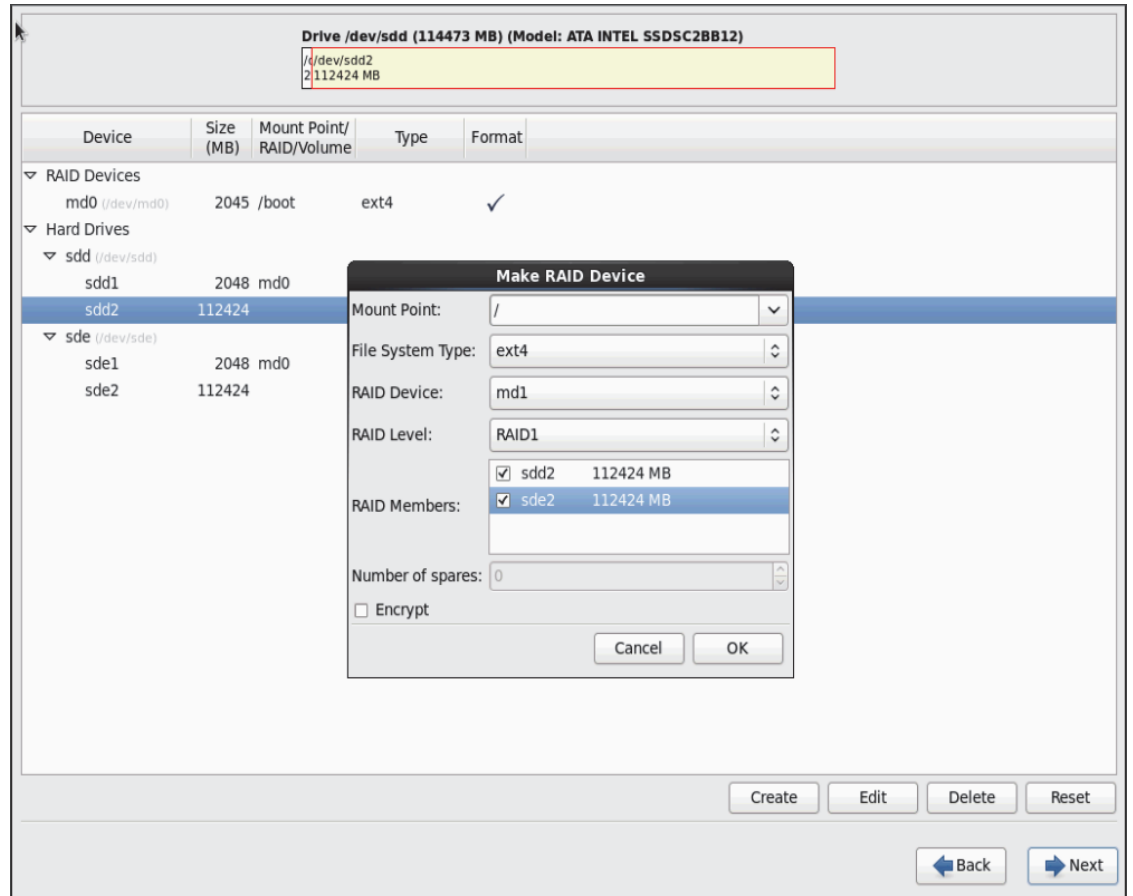 Drive /dev/sdd (114473 MB) (Model: ATA INTEL SSDSC2BB12)
/dev/sdd2
112424 MB
Device Size (MB) Mount Point/ RAID/Volume Type Format
RAID Devices
md0 (/dev/md0) 2045 /boot ext4
Hard Drives
sdd (/dev/sdd)
sdd1 2048 md0
sdd2 112424
sde (/dev/sde)
sde1 2048 md0
sde2 112424
Make RAID Device
Mount Point: /
File System Type: ext4
RAID Device: md1
RAID Level: RAID1
RAID Members:
sdd2 112424 MB
sde2 112424 MB
Number of spares: 0
Encrypt
Cancel OK
Create Edit Delete Reset
Back Next